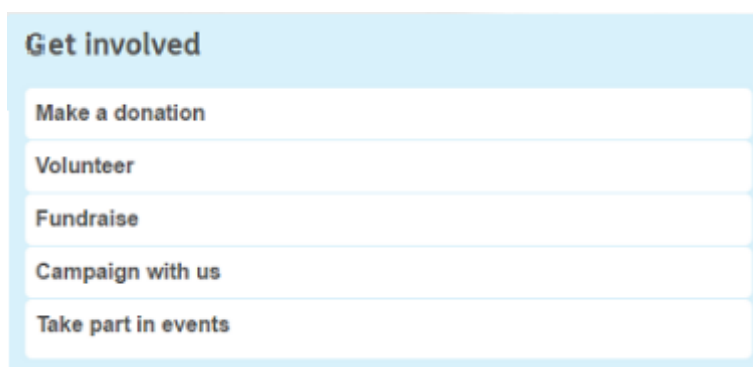 Get involved
Make a donation
Volunteer
Fundraise
Campaign with us
Take part in events